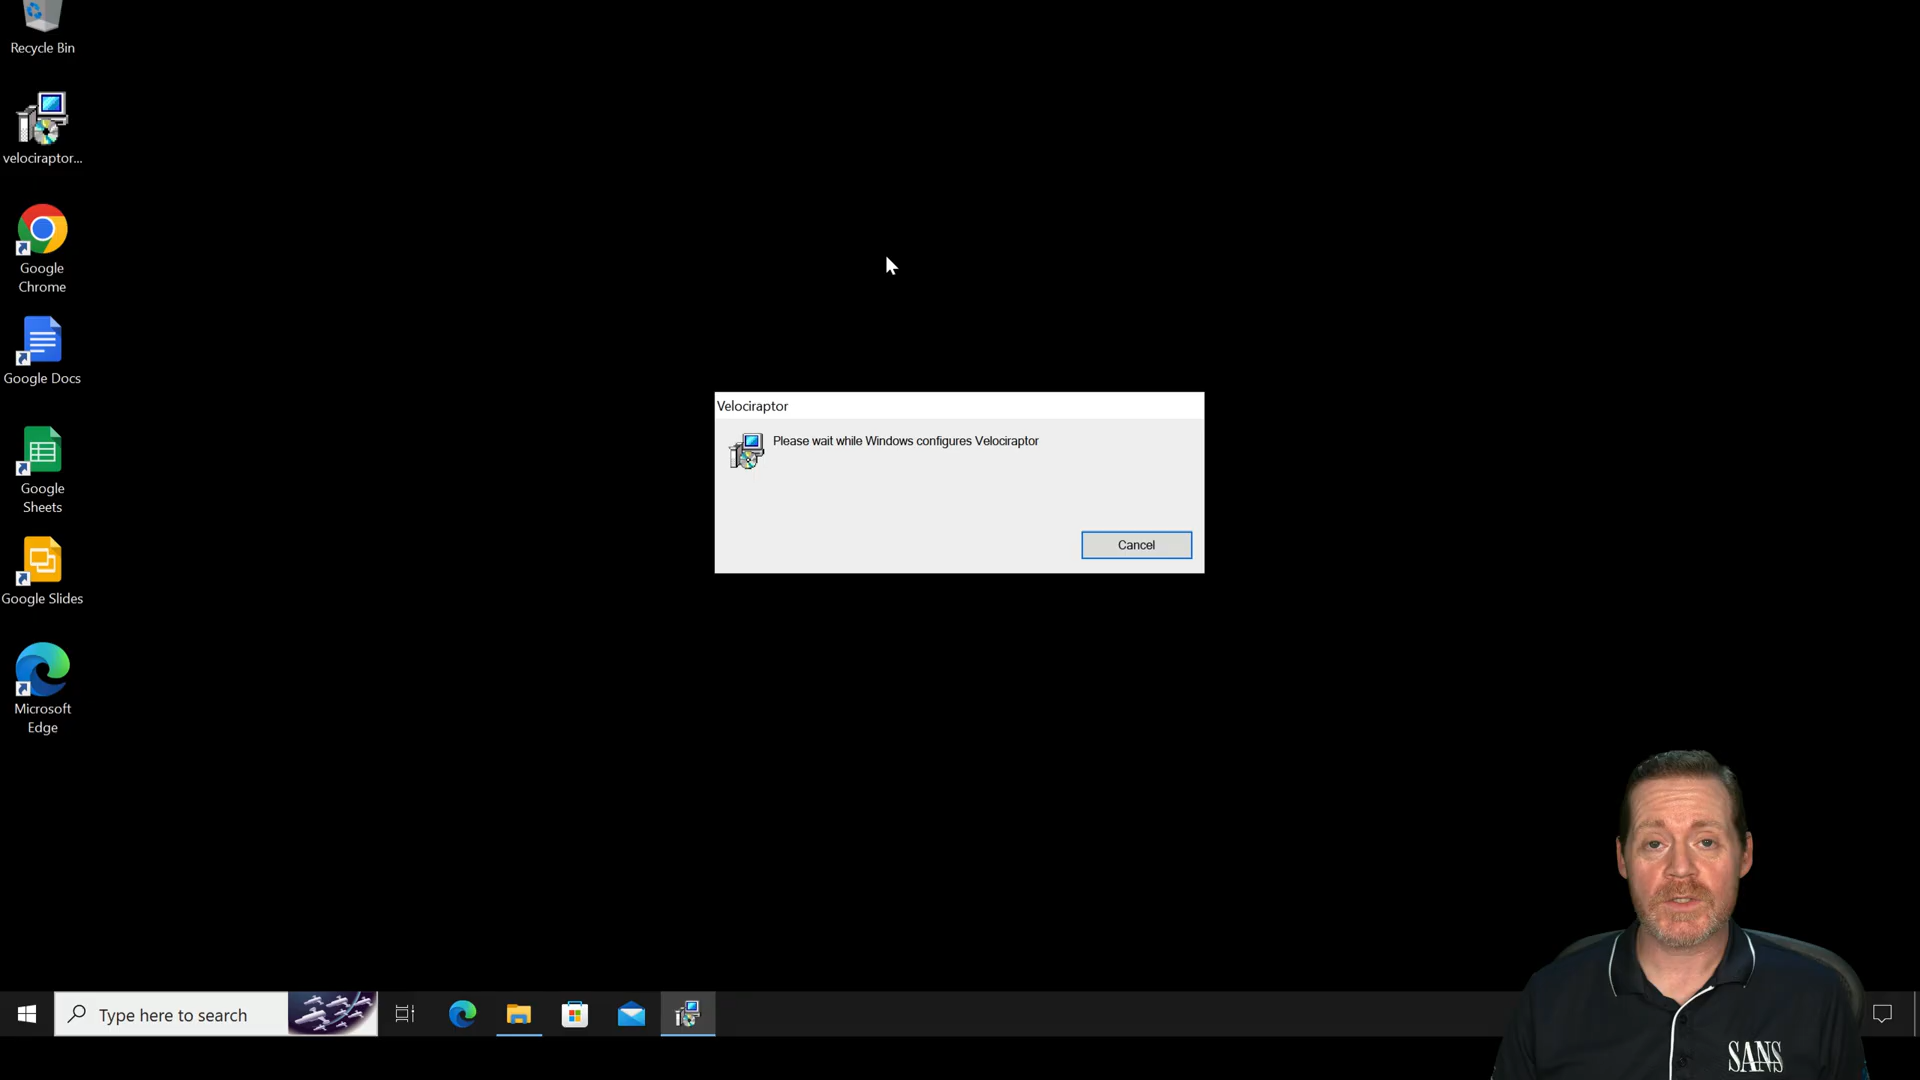 Recycle Bin
velociraptor...
Google
Chrome
Google Docs
Google
Sheets
Google Slides
Microsoft
Edge
Velociraptor
Please wait while Windows configures Velociraptor
Cancel
Type here to search
SANS